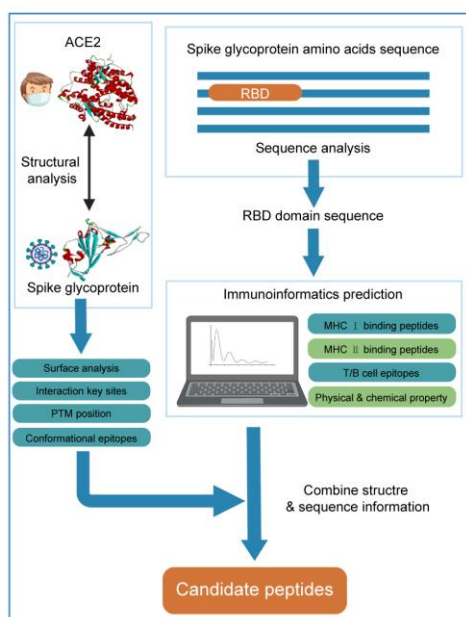 ACE2
Structural
analysis
Spike glycoprotein
Surface analysis
Interaction key sites
PTM position
Conformational epitopes
Spike glycoprotein amino acids sequence
RBD
Sequence analysis
RBD domain sequence
Immunoinformatics prediction
MHC Ⅰ binding peptides
MHC Ⅱ binding peptides
T/B cell epitopes
Physical & chemical property
Combine structre
& sequence information
Candidate peptides